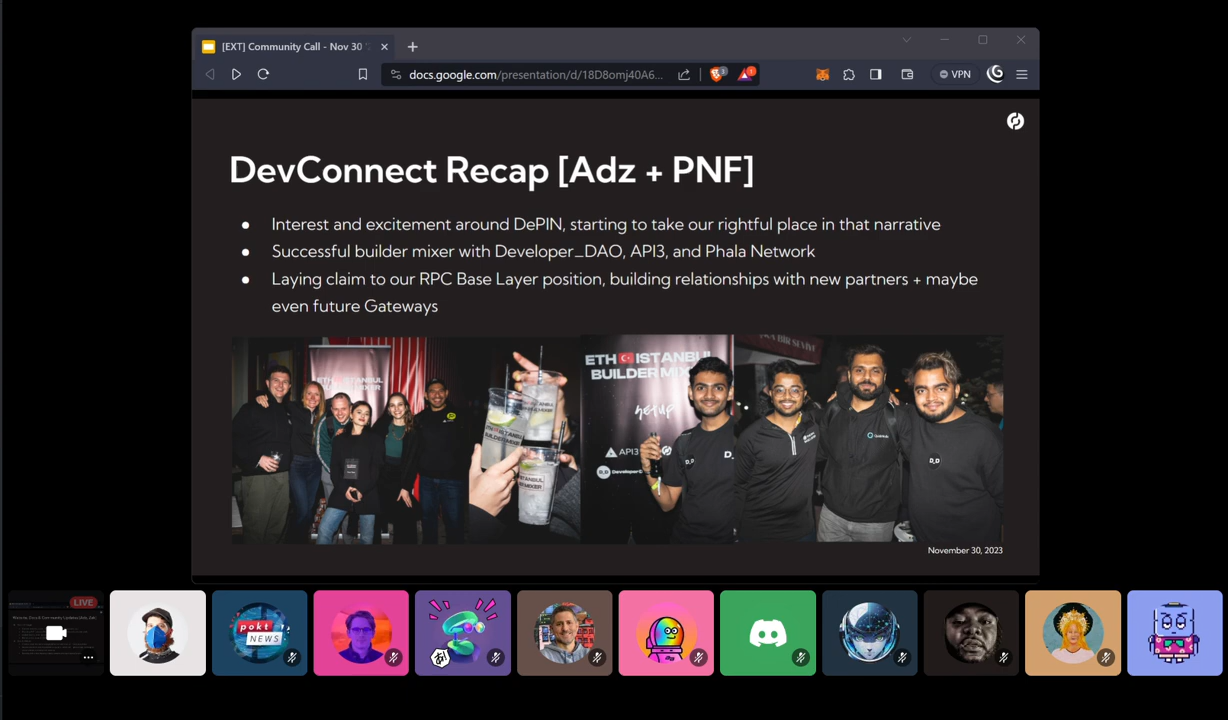 [EXT] Community Call - Nov 30 '2
docs.google.com/presentation/d/18D8omj40A6...
VPN
DevConnect Recap [Adz + PNF]
● Interest and excitement around DePIN, starting to take our rightful place in that narrative
● Successful builder mixer with Developer_DAO, API3, and Phala Network
● Laying claim to our RPC Base Layer position, building relationships with new partners + maybe
even future Gateways
ETH 🇹🇷 ISTANBUL
BUILDER MIX
API3
D_D
D_D
November 30, 2023
LIVE
pokt
NEWS